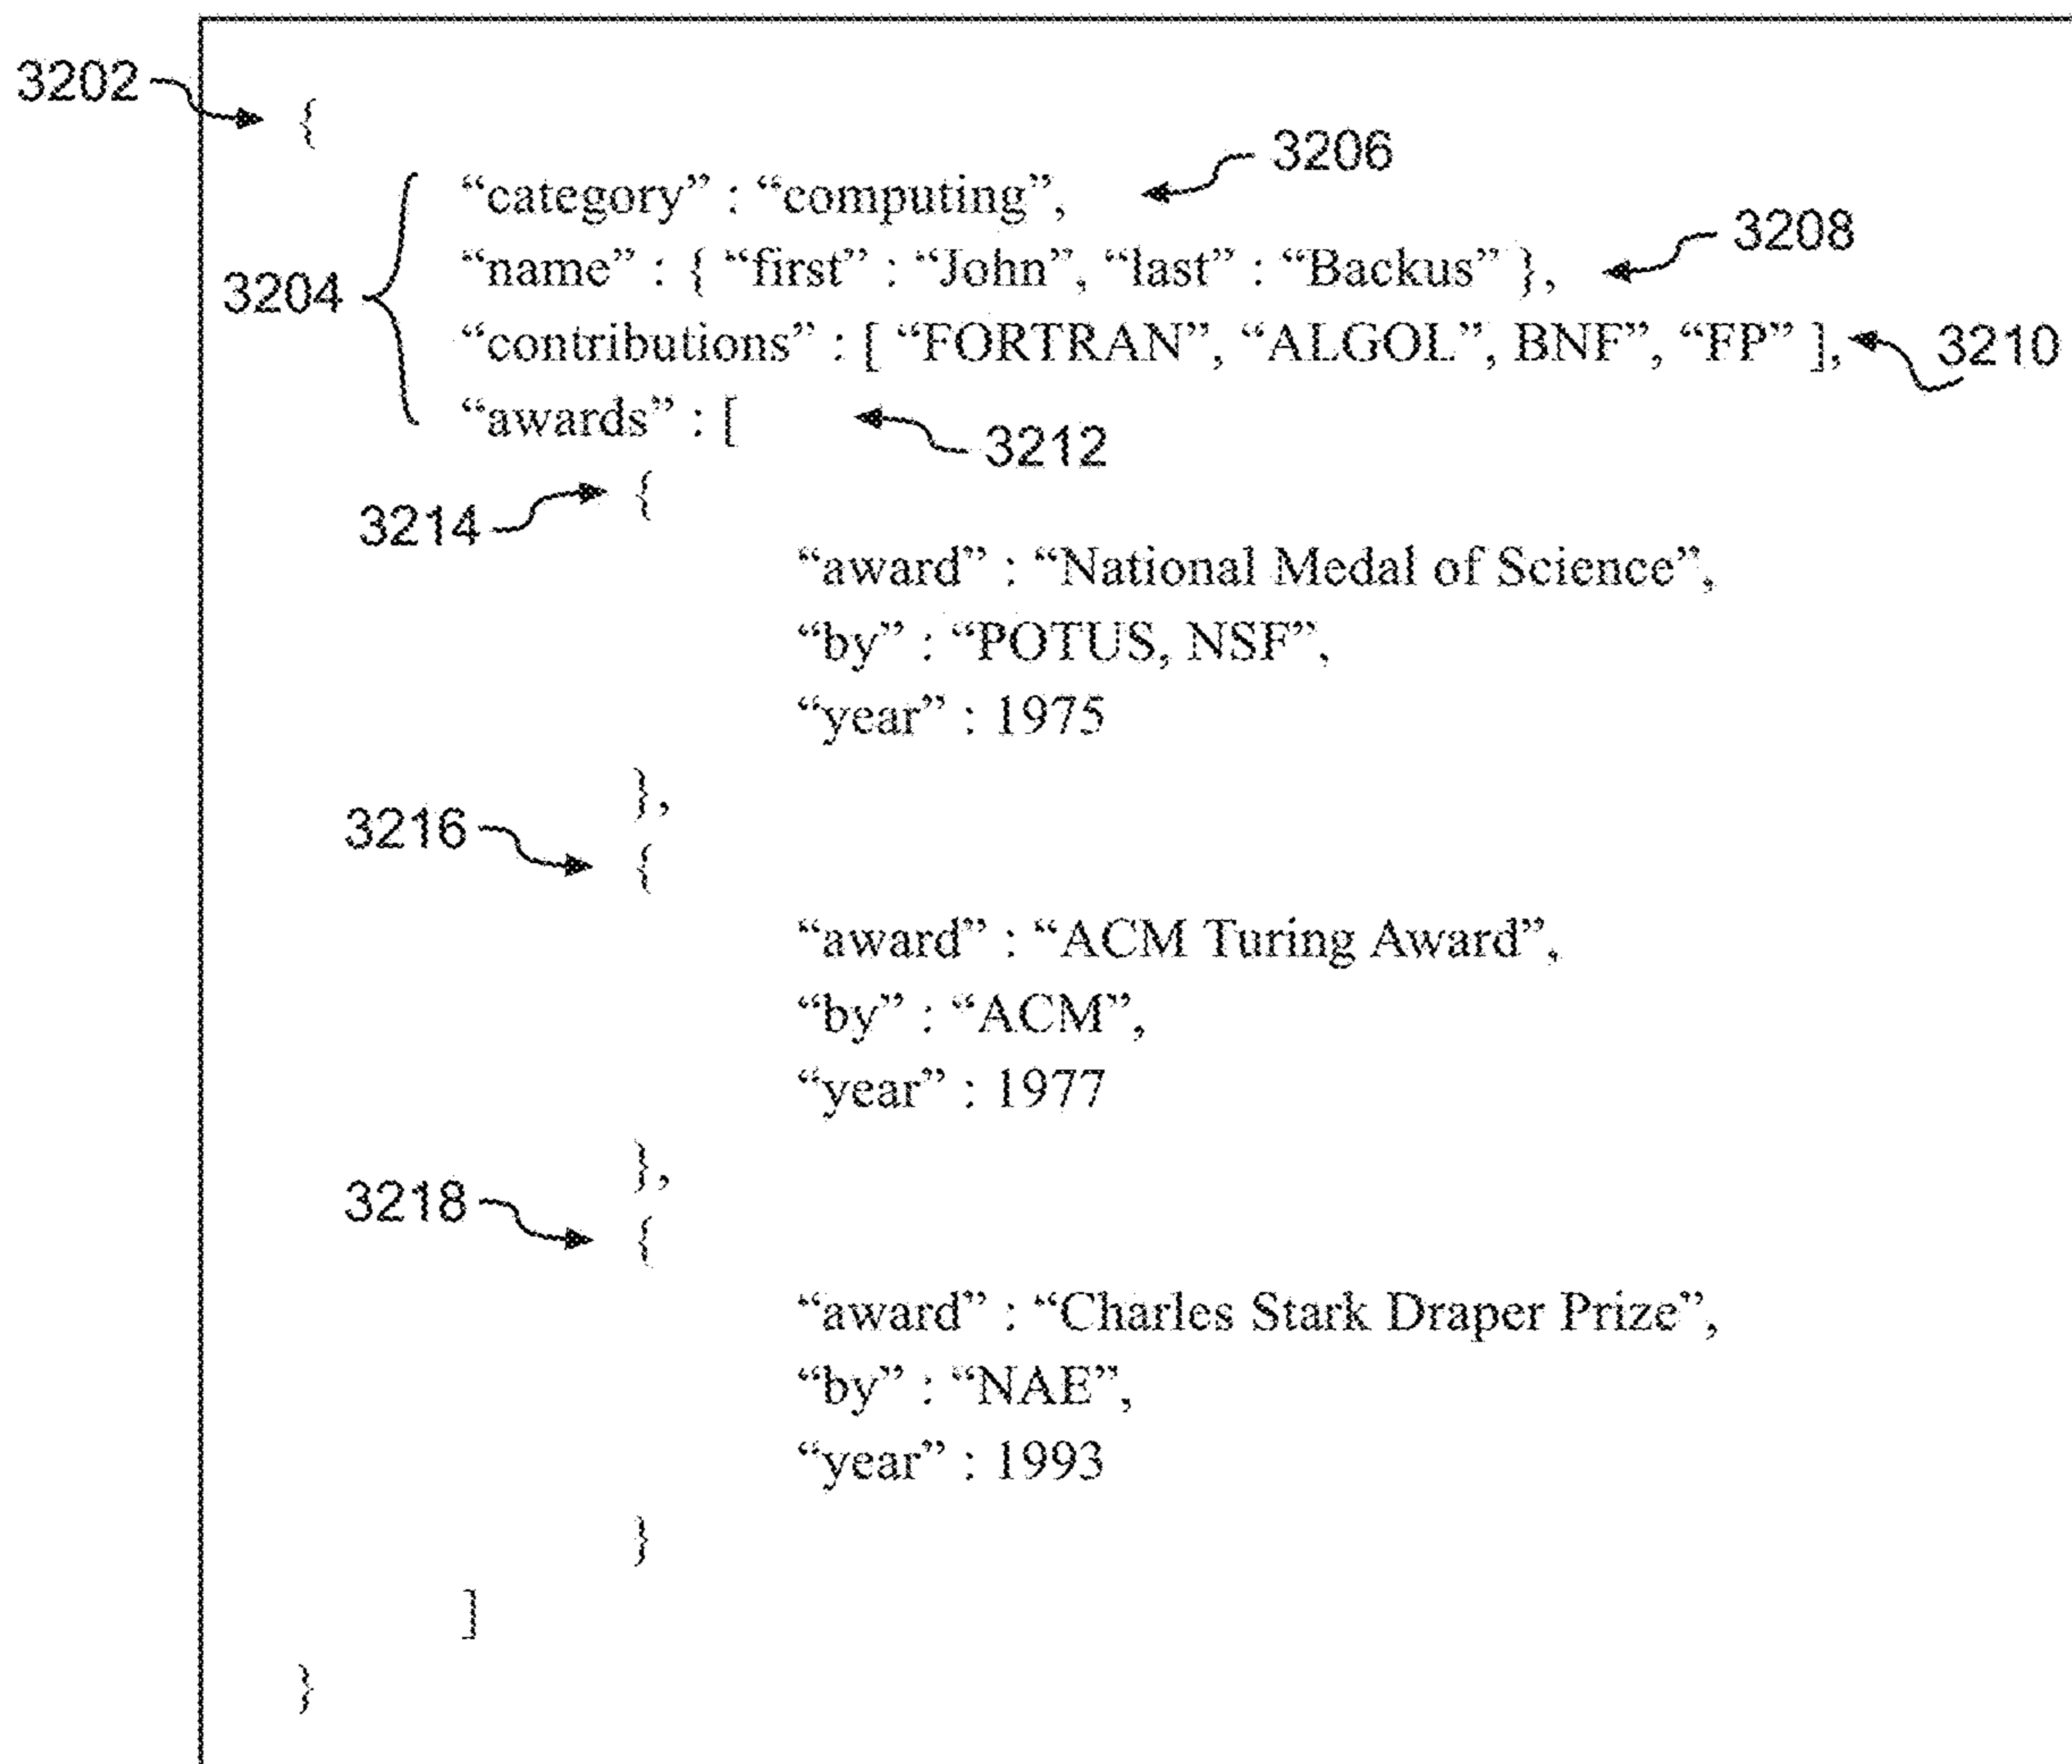 3202
{
3206
“category” : “computing”,
3208
“name” : { “first” : “John”, “last” : “Backus” },
3204
“contributions” : [ “FORTRAN”, “ALGOL”, BNF”, “FP” ],
3210
“awards” : [
3212
3214
{
“award” : “National Medal of Science”,
“by” : “POTUS, NSF”,
“year” : 1975
},
3216
{
“award” : “ACM Turing Award”,
“by” : “ACM”,
“year” : 1977
},
3218
{
“award” : “Charles Stark Draper Prize”,
“by” : “NAE”,
“year” : 1993
}
]
}